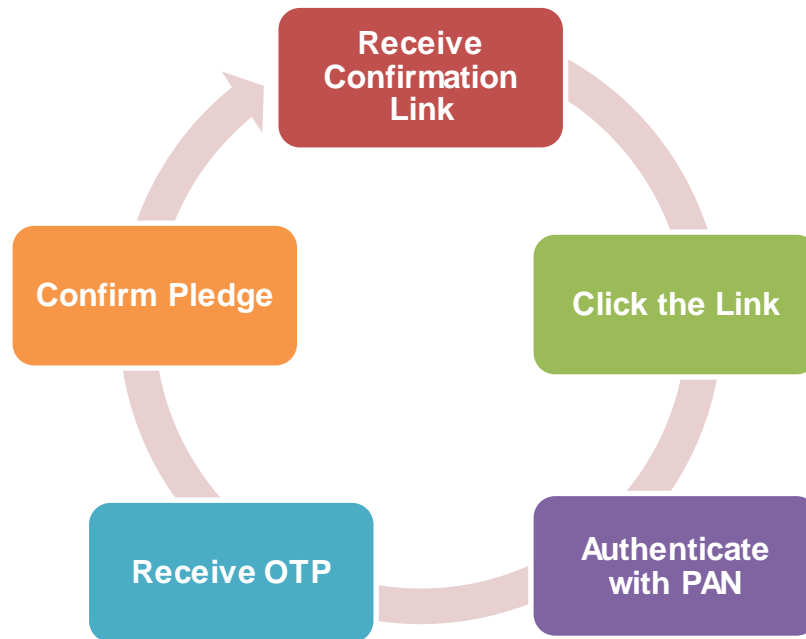 Receive
Confirmation
Link
Click the Link
Authenticate
with PAN
Receive OTP
Confirm Pledge